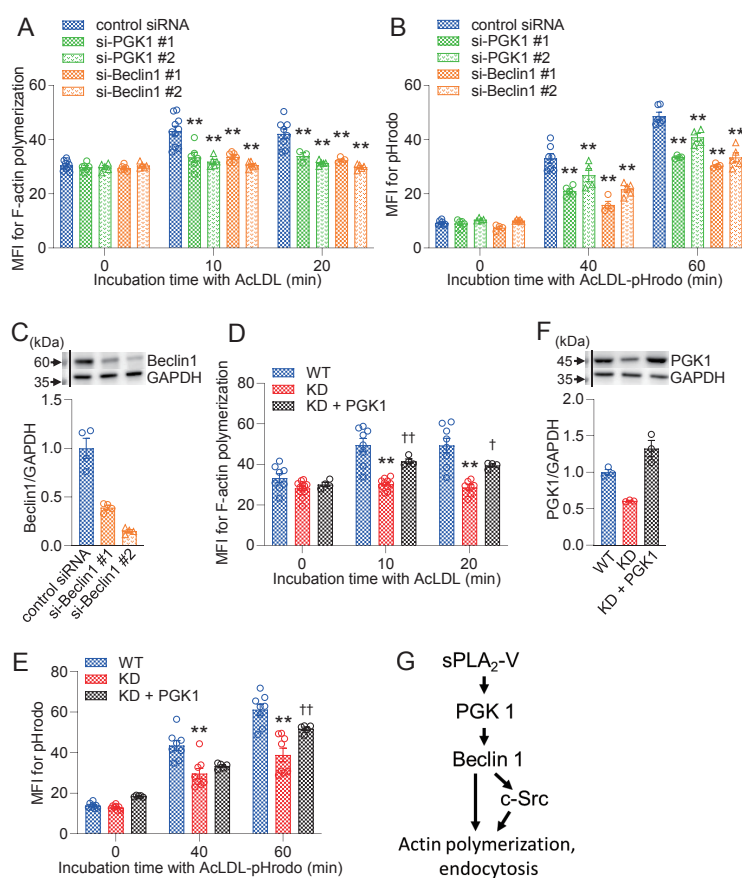 A
control siRNA
si-PGK1 #1
si-PGK1 #2
si-Beclin1 #1
si-Beclin1 #2
MFI for F-actin polymerization
60
40
20
0
** ** ** **
** ** ** **
0 10 20
Incubation time with AcLDL (min)
B
control siRNA
si-PGK1 #1
si-PGK1 #2
si-Beclin1 #1
si-Beclin1 #2
MFI for pHrodo
60
40
20
0
** ** ** **
** ** ** **
0 40 60
Incubtion time with AcLDL-pHrodo (min)
C
(kDa)
60 Beclin1
35 GAPDH
Beclin1/GAPDH
1.5
1.0
0.5
0.0
control siRNA
si-Beclin1 #1
si-Beclin1 #2
D
WT
KD
KD + PGK1
MFI for F-actin polymerization
80
60
40
20
0
** ††
** †
0 10 20
Incubation time with AcLDL (min)
F
(kDa)
45 PGK1
35 GAPDH
PGK1/GAPDH
2.0
1.5
1.0
0.5
0.0
WT
KD
KD + PGK1
E
WT
KD
KD + PGK1
MFI for pHrodo
80
60
40
20
0
**
** ††
0 40 60
Incubation time with AcLDL-pHrodo (min)
G
sPLA₂-V
PGK 1
Beclin 1
c-Src
Actin polymerization,
endocytosis